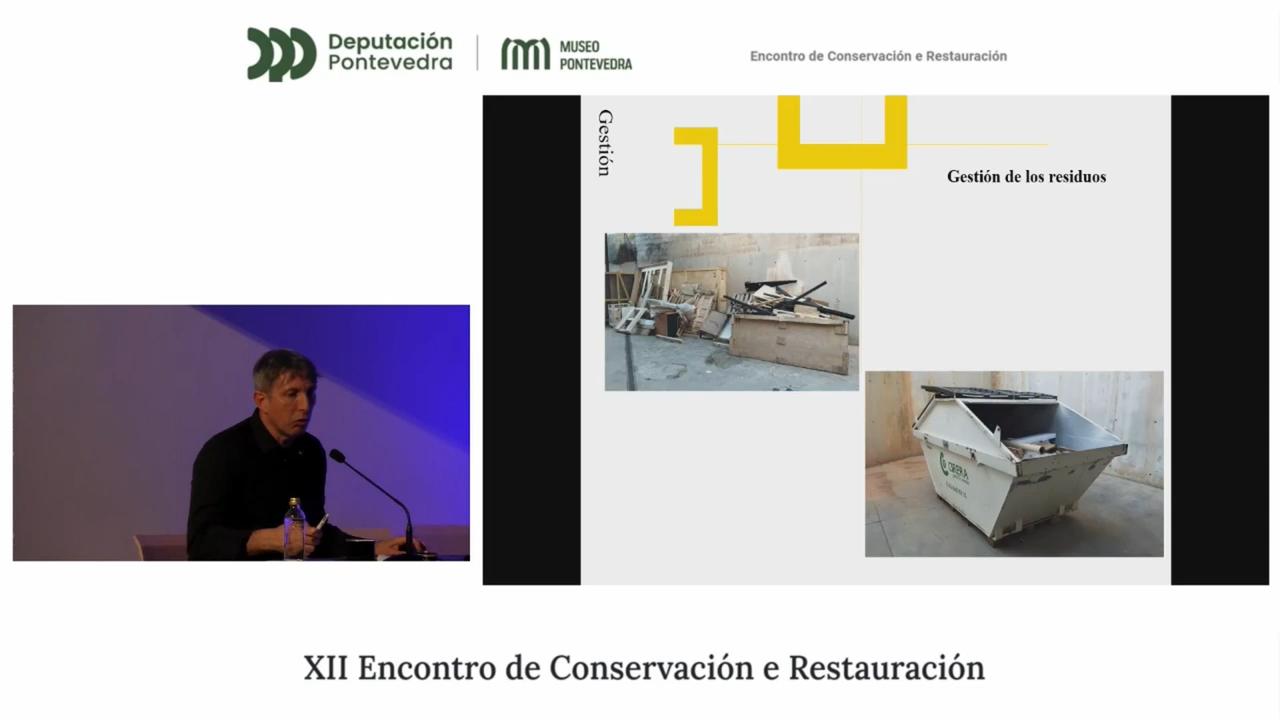 Deputación
Pontevedra
MUSEO
PONTEVEDRA
Encontro de Conservación e Restauración
Gestión
Gestión de los residuos
XII Encontro de Conservación e Restauración